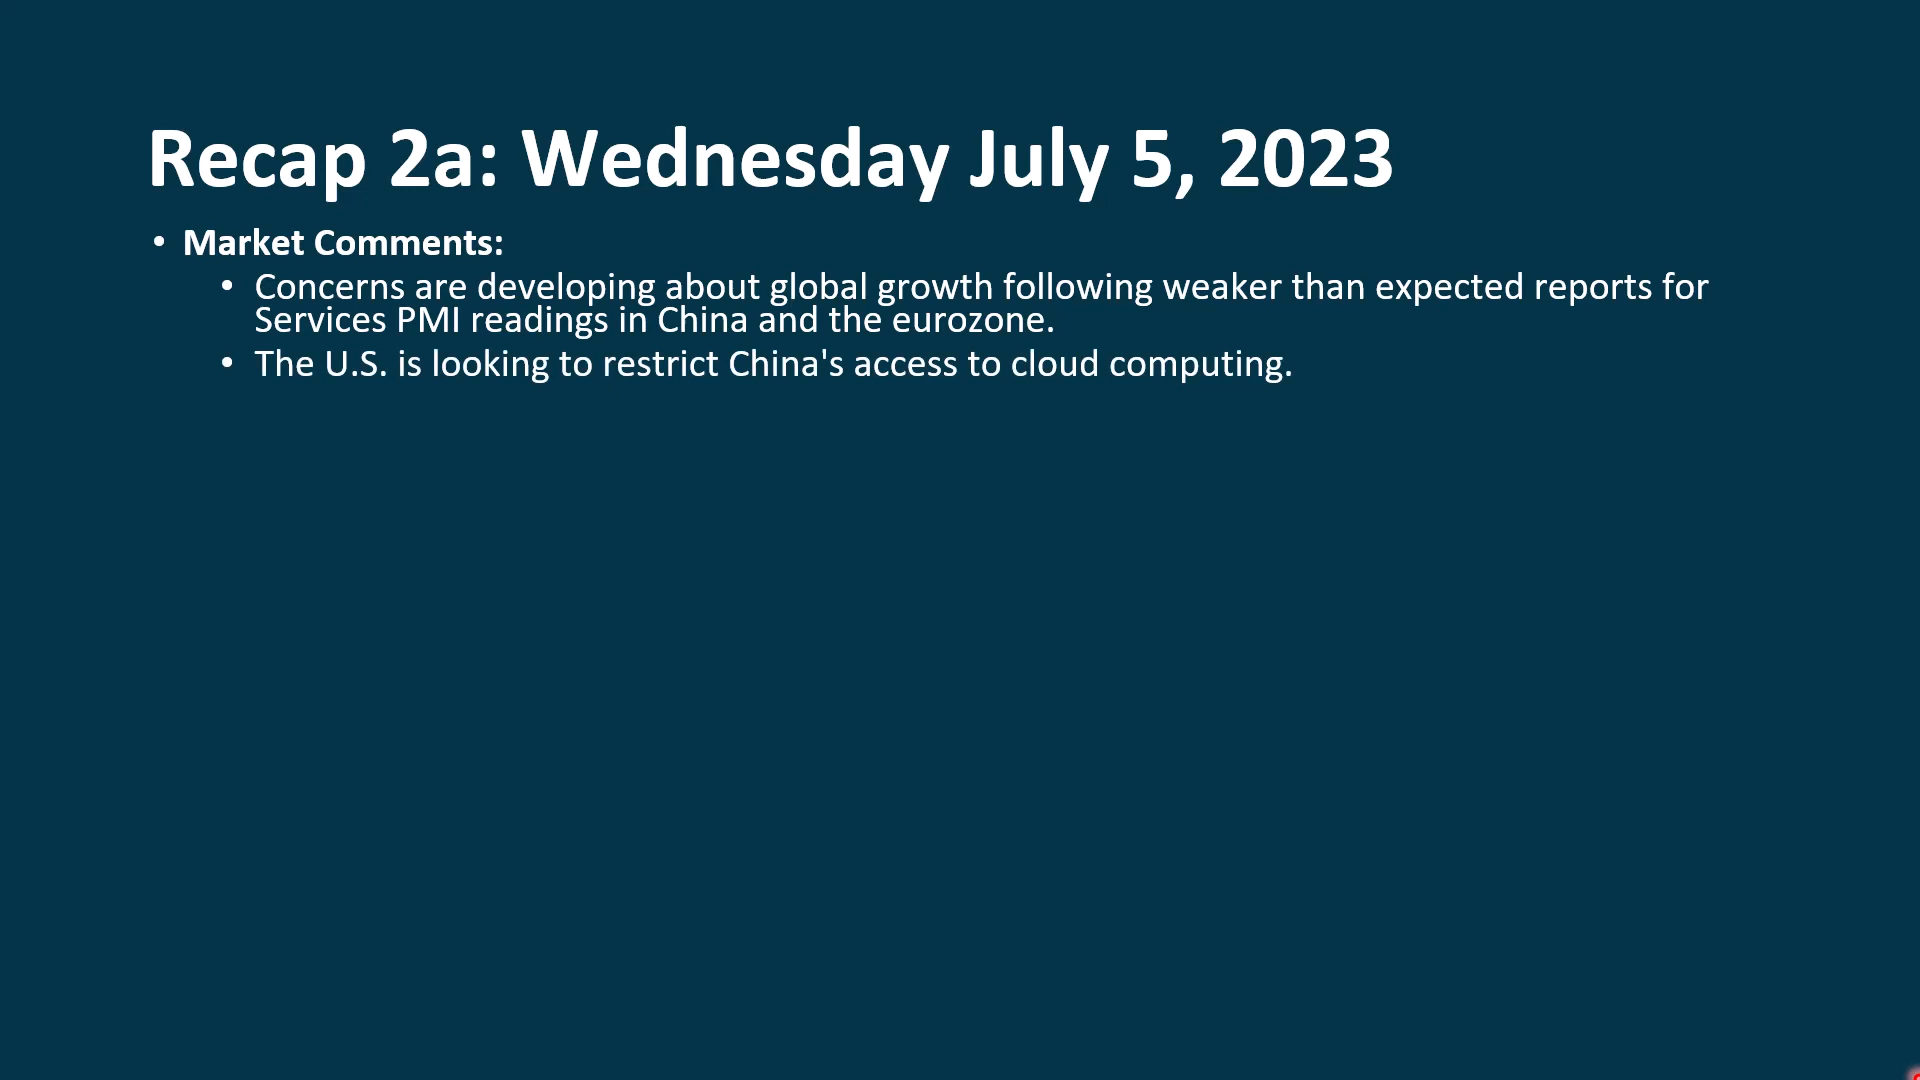 Recap 2a: Wednesday July 5, 2023
• Market Comments:
• Concerns are developing about global growth following weaker than expected reports for
Services PMI readings in China and the eurozone.
• The U.S. is looking to restrict China's access to cloud computing.